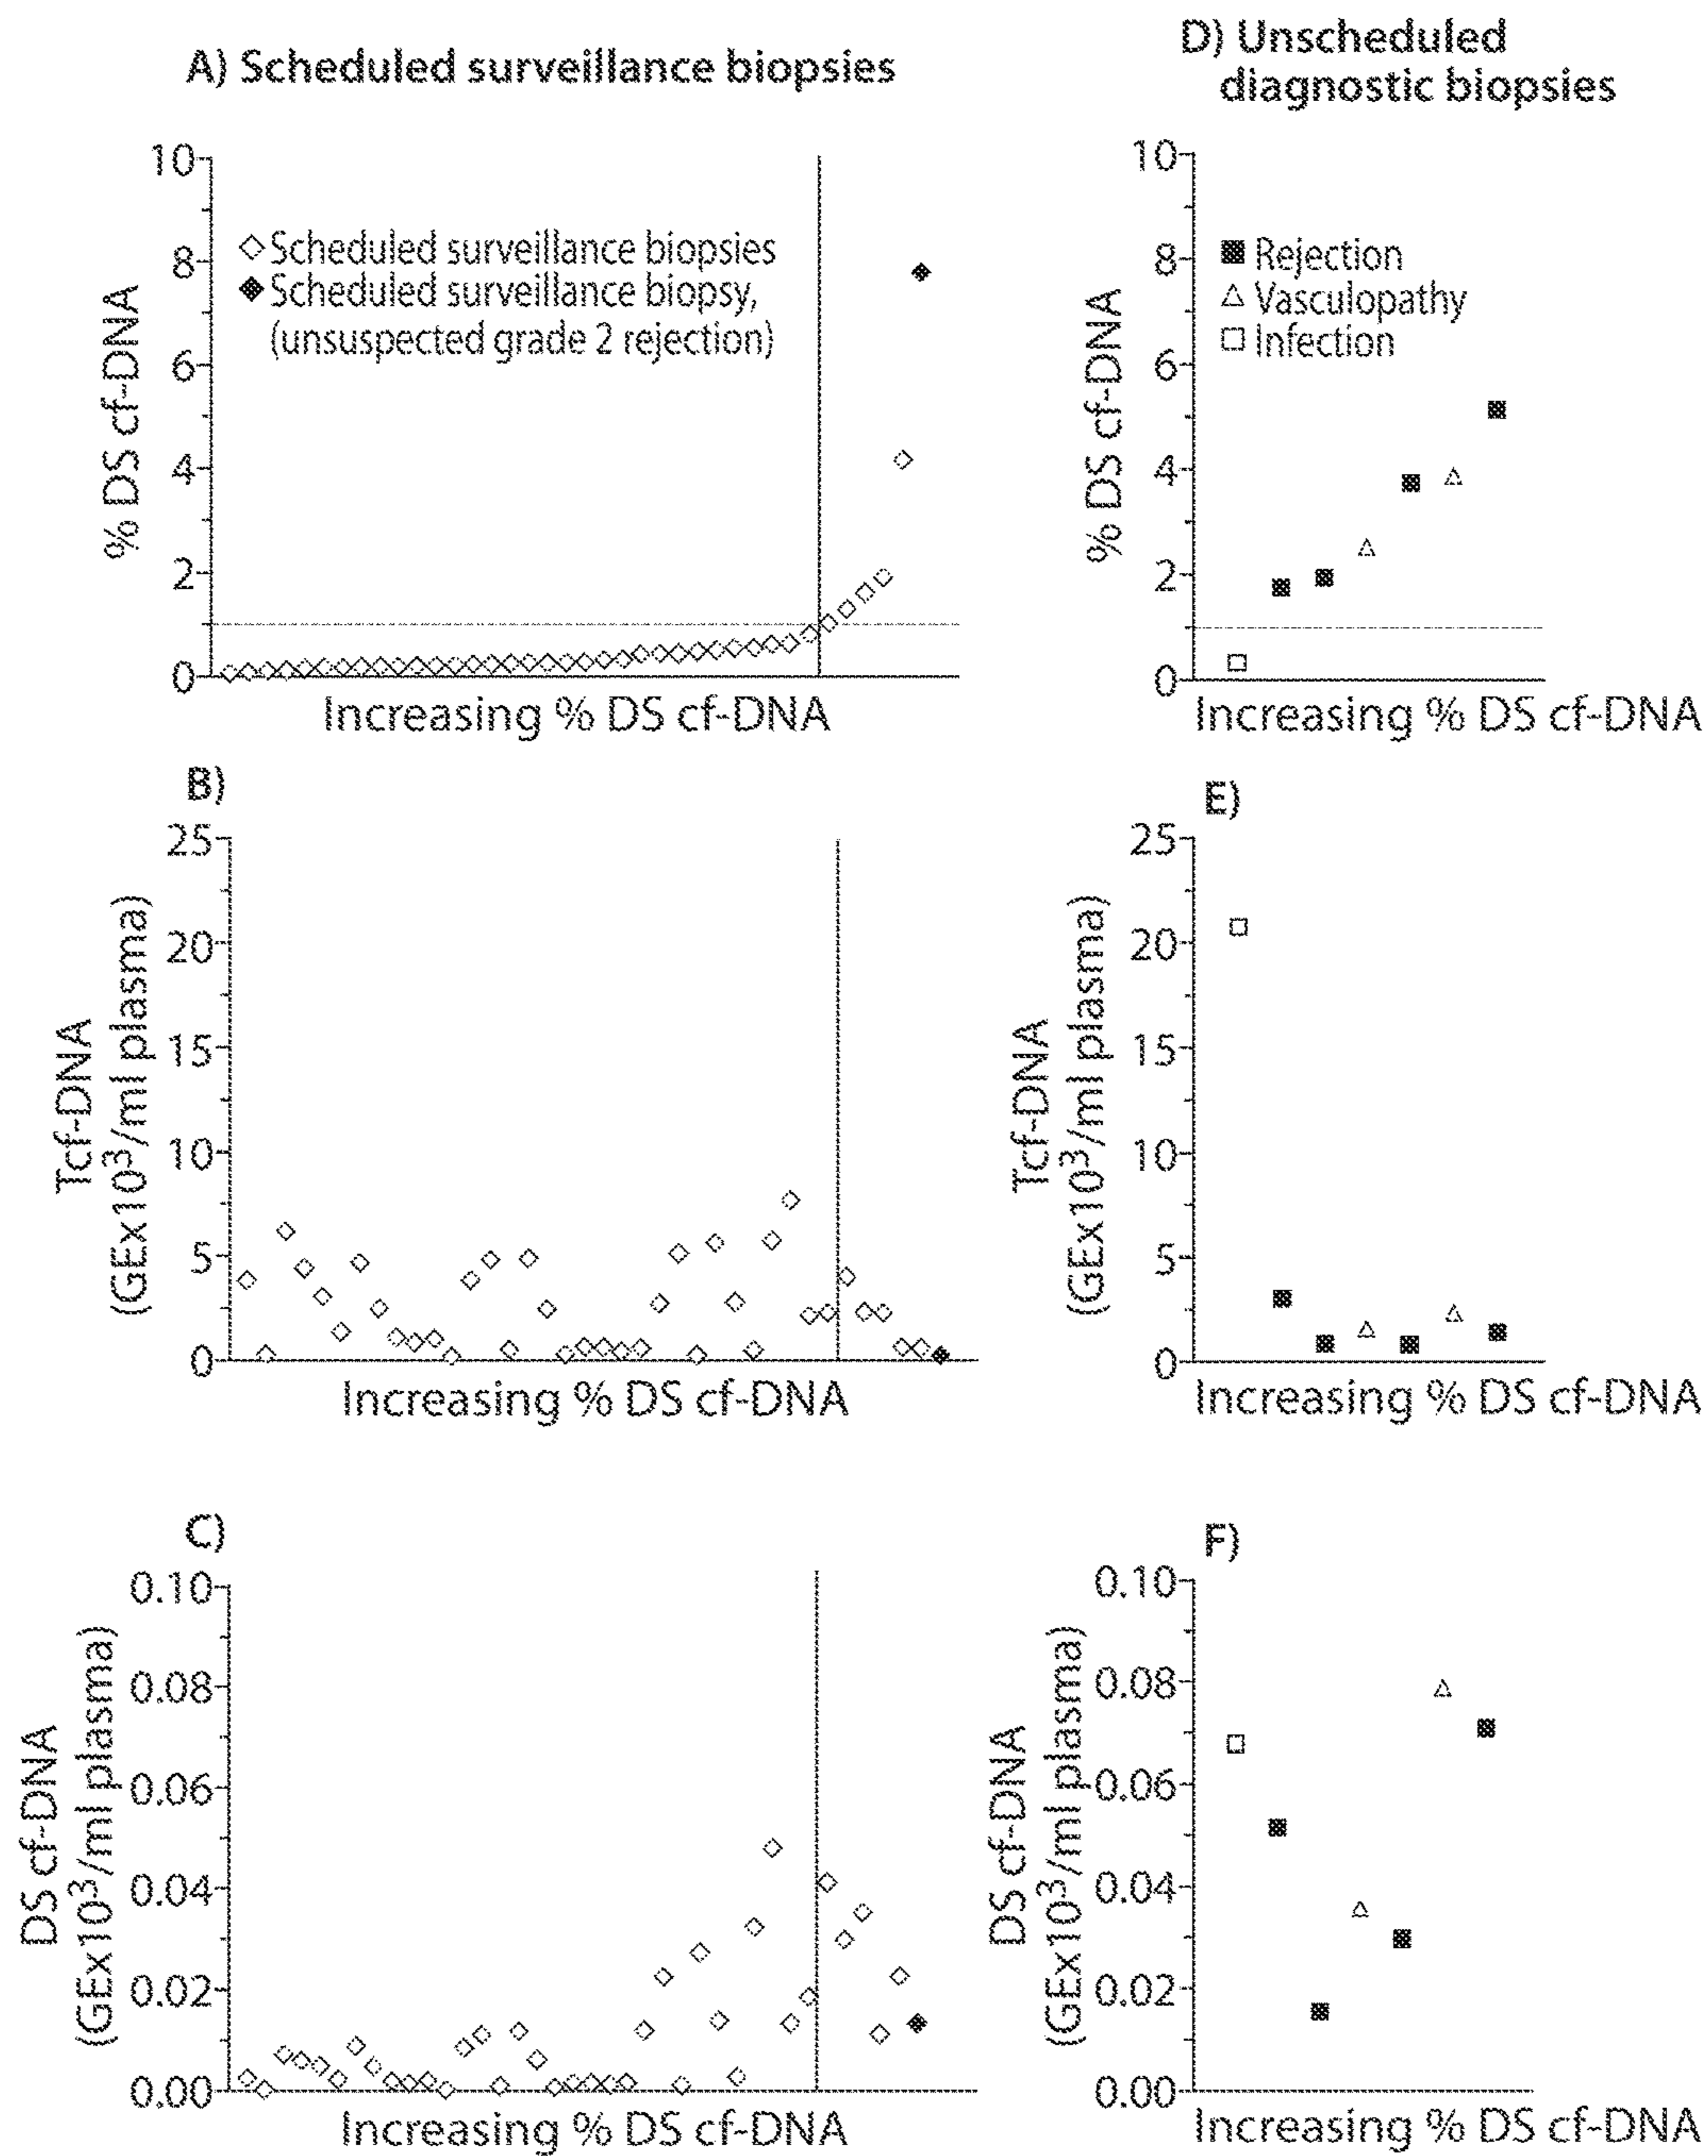 A) Scheduled surveillance biopsies
10
8
6
4
2
0
% DS cf-DNA
◇ Scheduled surveillance biopsies
◆ Scheduled surveillance biopsy,
(unsuspected grade 2 rejection)
Increasing % DS cf-DNA
D) Unscheduled
diagnostic biopsies
10
8
6
4
2
0
% DS cf-DNA
■ Rejection
△ Vasculopathy
□ Infection
Increasing % DS cf-DNA
B)
25
20
15
10
5
0
Tcf-DNA
(GEx10³/ml plasma)
Increasing % DS cf-DNA
E)
25
20
15
10
5
0
Tcf-DNA
(GEx10³/ml plasma)
Increasing % DS cf-DNA
C)
0.10
0.08
0.06
0.04
0.02
0.00
DS cf-DNA
(GEx10³/ml plasma)
Increasing % DS cf-DNA
F)
0.10
0.08
0.06
0.04
0.02
0.00
DS cf-DNA
(GEx10³/ml plasma)
Increasing % DS cf-DNA